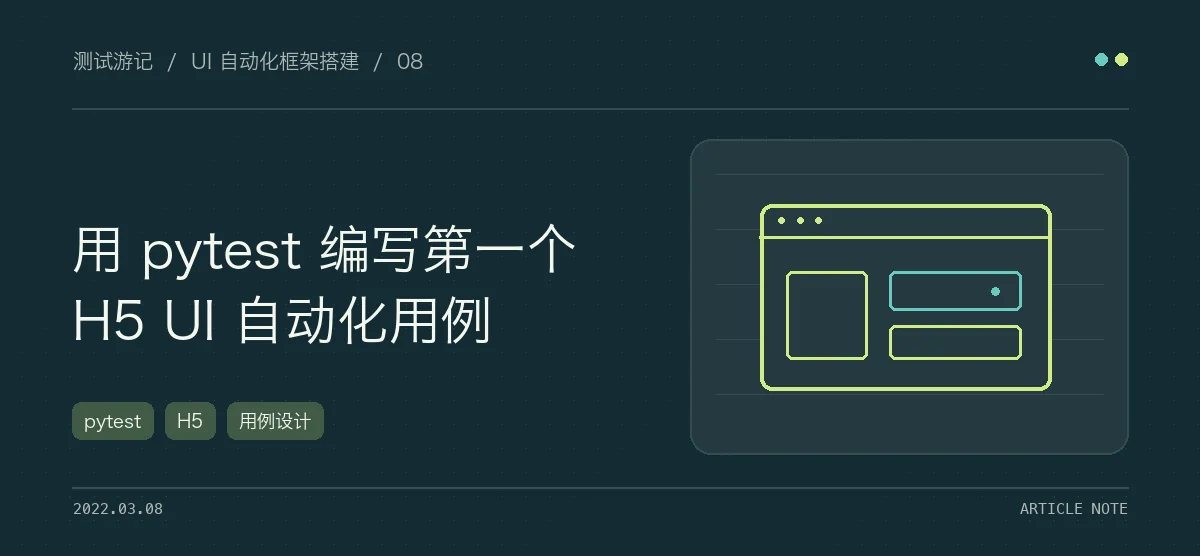 测试游记 / UI 自动化框架搭建 / 08
用 pytest 编写第一个
H5 UI 自动化用例
pytest H5 用例设计
2022.03.08 ARTICLE NOTE